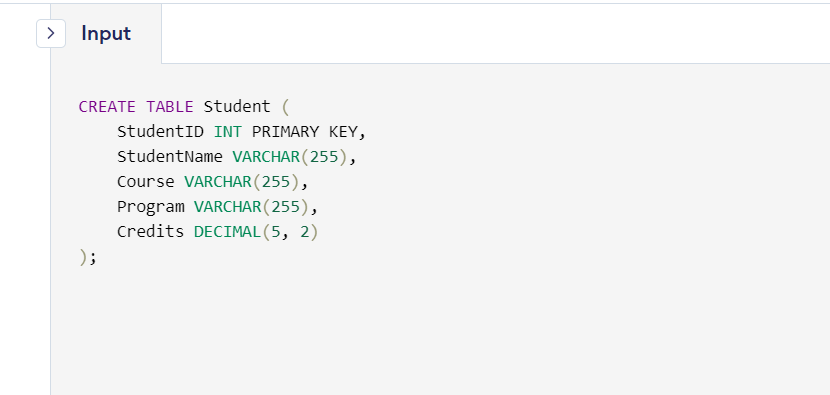 Input
CREATE TABLE Student (
    StudentID INT PRIMARY KEY,
    StudentName VARCHAR(255),
    Course VARCHAR(255),
    Program VARCHAR(255),
    Credits DECIMAL(5, 2)
);